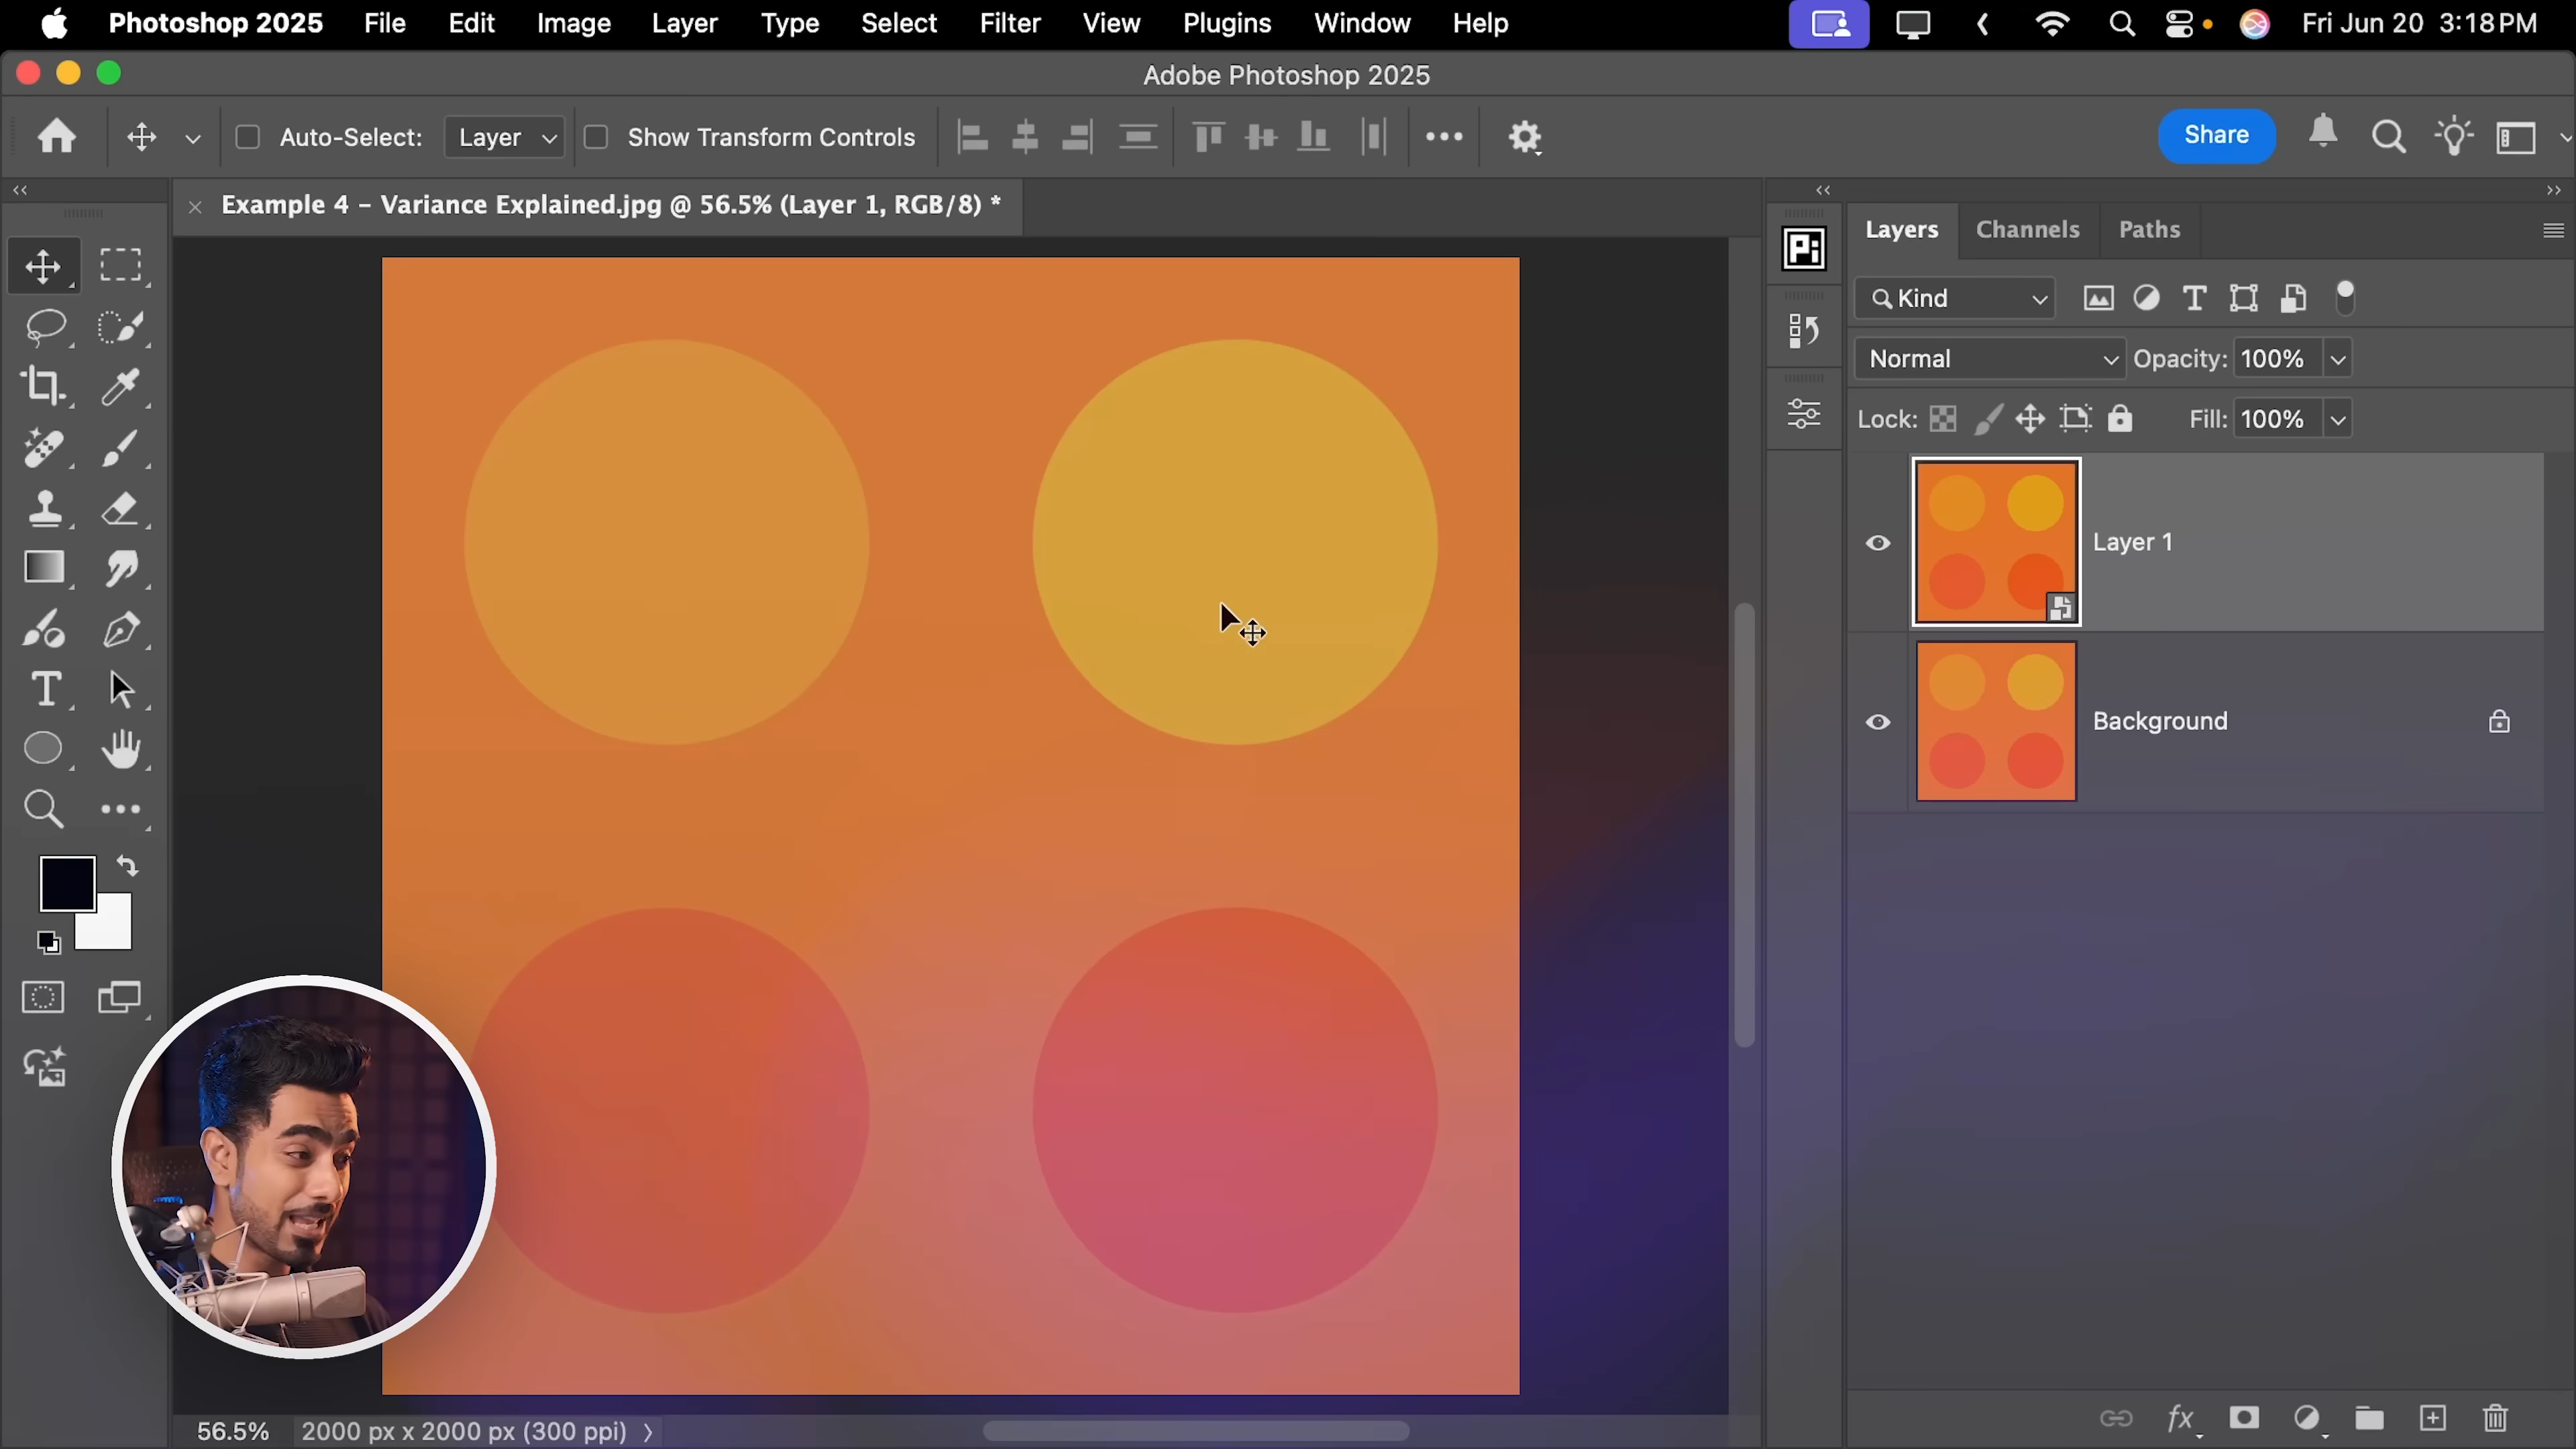 Photoshop 2025 File Edit Image Layer Type Select Filter View Plugins Window Help Fri Jun 20 3:18 PM
Adobe Photoshop 2025
Auto-Select: Layer Show Transform Controls Share
Example 4 – Variance Explained.jpg @ 56.5% (Layer 1, RGB/8) *
Layers Channels Paths
Pi
Kind
Normal Opacity: 100%
Lock: Fill: 100%
Layer 1
Background
56.5% 2000 px x 2000 px (300 ppi)
fx